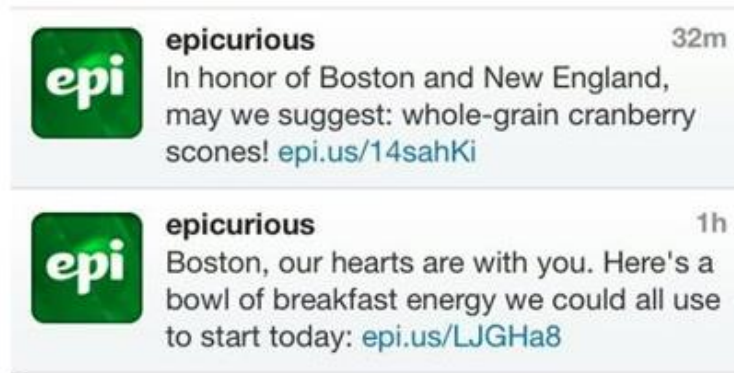 epi
epicurious 32m
In honor of Boston and New England,
may we suggest: whole-grain cranberry
scones! epi.us/14sahKi
epi
epicurious 1h
Boston, our hearts are with you. Here's a
bowl of breakfast energy we could all use
to start today: epi.us/LJGHa8